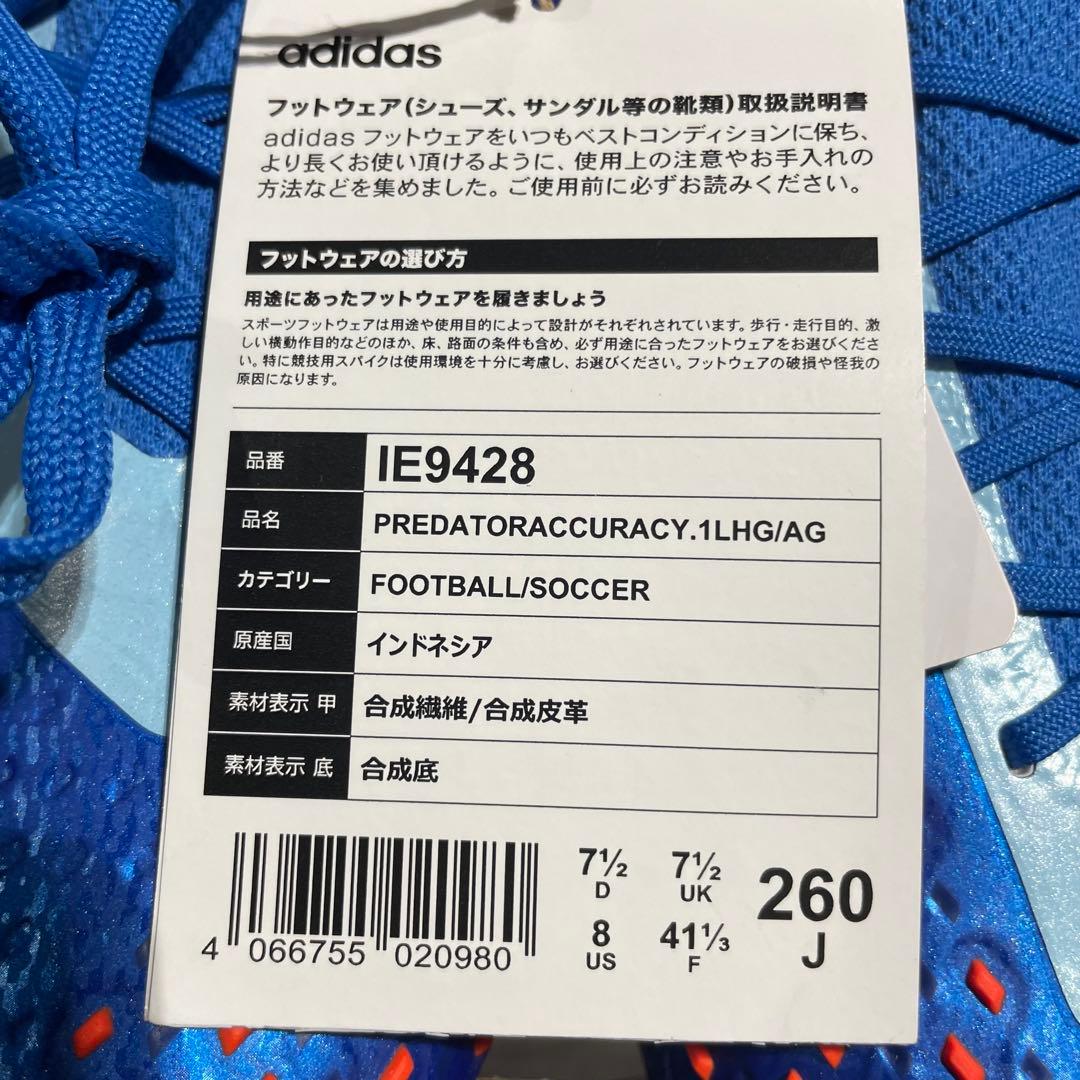 adidas
フットウェア(シューズ、サンダル等の靴類)取扱説明書
adidas フットウェアをいつもベストコンディションに保ち、
より長くお使い頂けるように、使用上の注意やお手入れの
方法などを集めました。ご使用前に必ずお読みください。
フットウェアの選び方
用途にあったフットウェアを履きましょう
スポーツフットウェアは用途や使用目的によって設計がそれぞれされています。歩行・走行目的、激
しい横動作目的などのほか、床、路面の条件も含め、必ず用途に合ったフットウェアをお選びくださ
い。特に競技用スパイクは使用環境を十分に考慮し、お選びください。フットウェアの破損や怪我の
原因になります。
品番 IE9428
品名 PREDATORACCURACY.1LHG/AG
カテゴリー FOOTBALL/SOCCER
原産国 インドネシア
素材表示 甲 合成繊維/合成皮革
素材表示 底 合成底
7½ D 7½ UK 260 J
8 US 41⅓ F
4 066755 020980